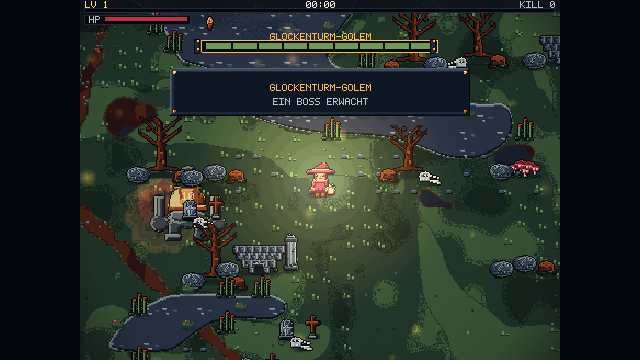 LV 1 00:00 KILL 0
HP
GLOCKENTURM-GOLEM
GLOCKENTURM-GOLEM
EIN BOSS ERWACHT